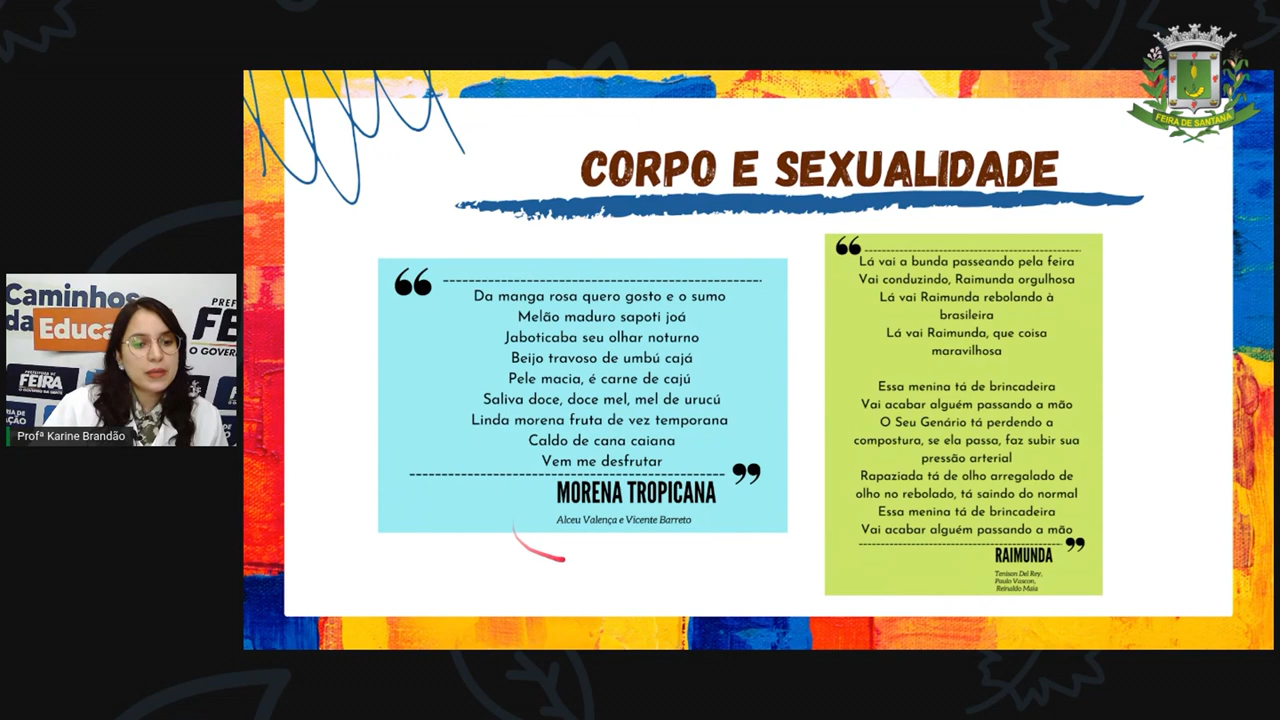 FEIRA DE SANTANA
CORPO E SEXUALIDADE
“
Da manga rosa quero gosto e o sumo
Melão maduro sapoti joá
Jaboticaba seu olhar noturno
Beijo travoso de umbú cajá
Pele macia, é carne de cajú
Saliva doce, doce mel, mel de urucú
Linda morena fruta de vez temporana
Caldo de cana caiana
Vem me desfrutar
”
MORENA TROPICANA
Alceu Valença e Vicente Barreto
“
Lá vai a bunda passeando pela feira
Vai conduzindo, Raimunda orgulhosa
Lá vai Raimunda rebolando à
brasileira
Lá vai Raimunda, que coisa
maravilhosa
Essa menina tá de brincadeira
Vai acabar alguém passando a mão
O Seu Genário tá perdendo a
compostura, se ela passa, faz subir sua
pressão arterial
Rapaziada tá de olho arregalado de
olho no rebolado, tá saindo do normal
Essa menina tá de brincadeira
Vai acabar alguém passando a mão
”
RAIMUNDA
Tenison Del Rey,
Paulo Vascon,
Reinaldo Maia
Caminhos
da Educa
PREF
FE
O GOVER
PREFEITURA DE
FEIRA
Profª Karine Brandão